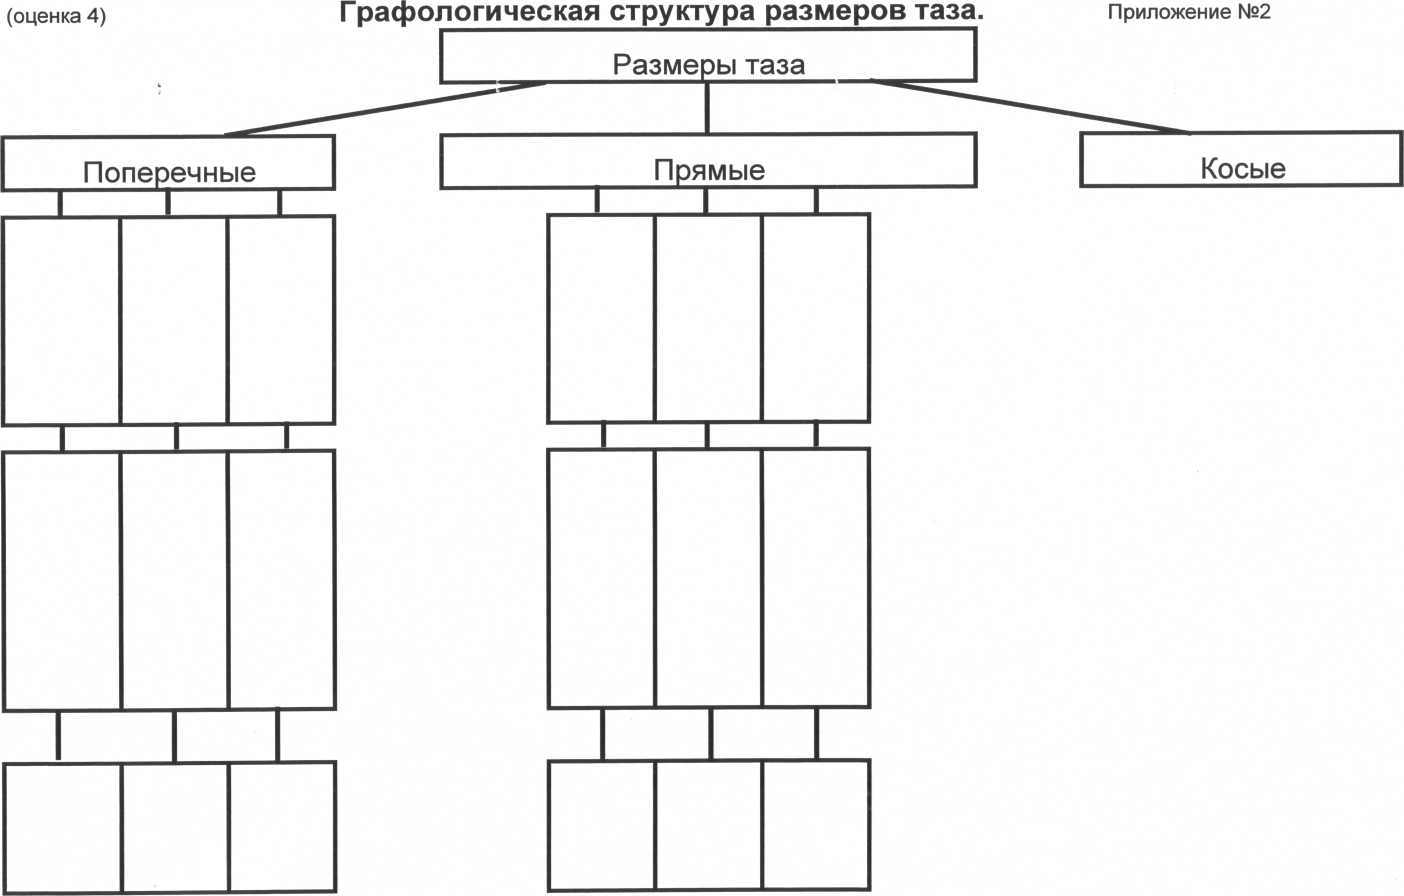 (оценка 4)
Графологическая структура размеров таза.
Приложение №2
Размеры таза
Поперечные
Прямые
Косые